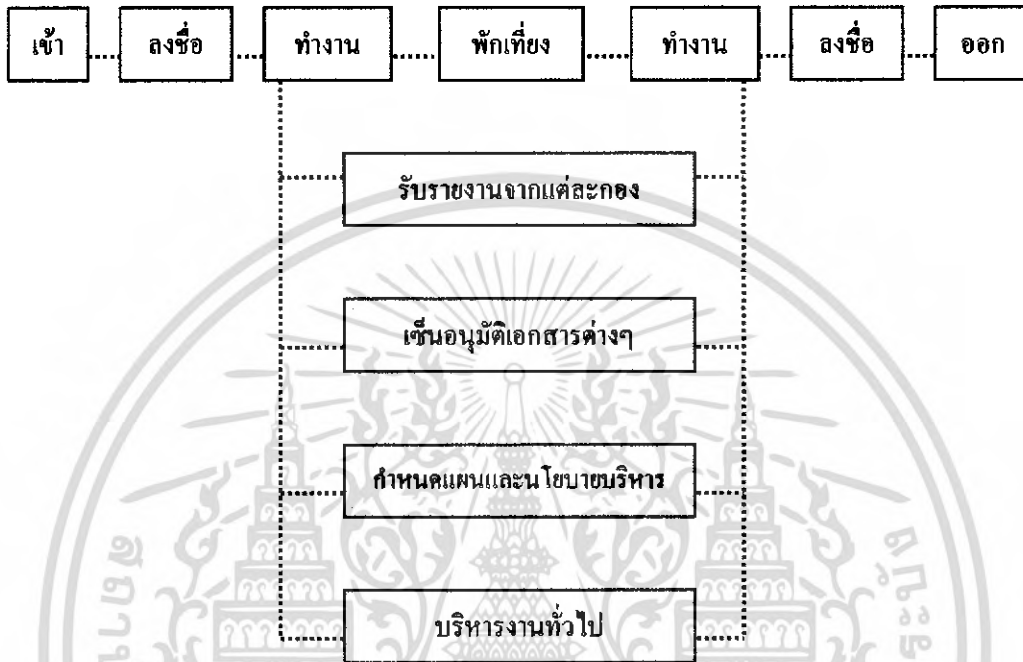 เข้า ลงชื่อ ทำงาน พักเที่ยง ทำงาน ลงชื่อ ออก
รับรายงานจากแต่ละกอง
เซ็นอนุมัติเอกสารต่างๆ
กำหนดแผนและนโยบายบริหาร
บริหารงานทั่วไป